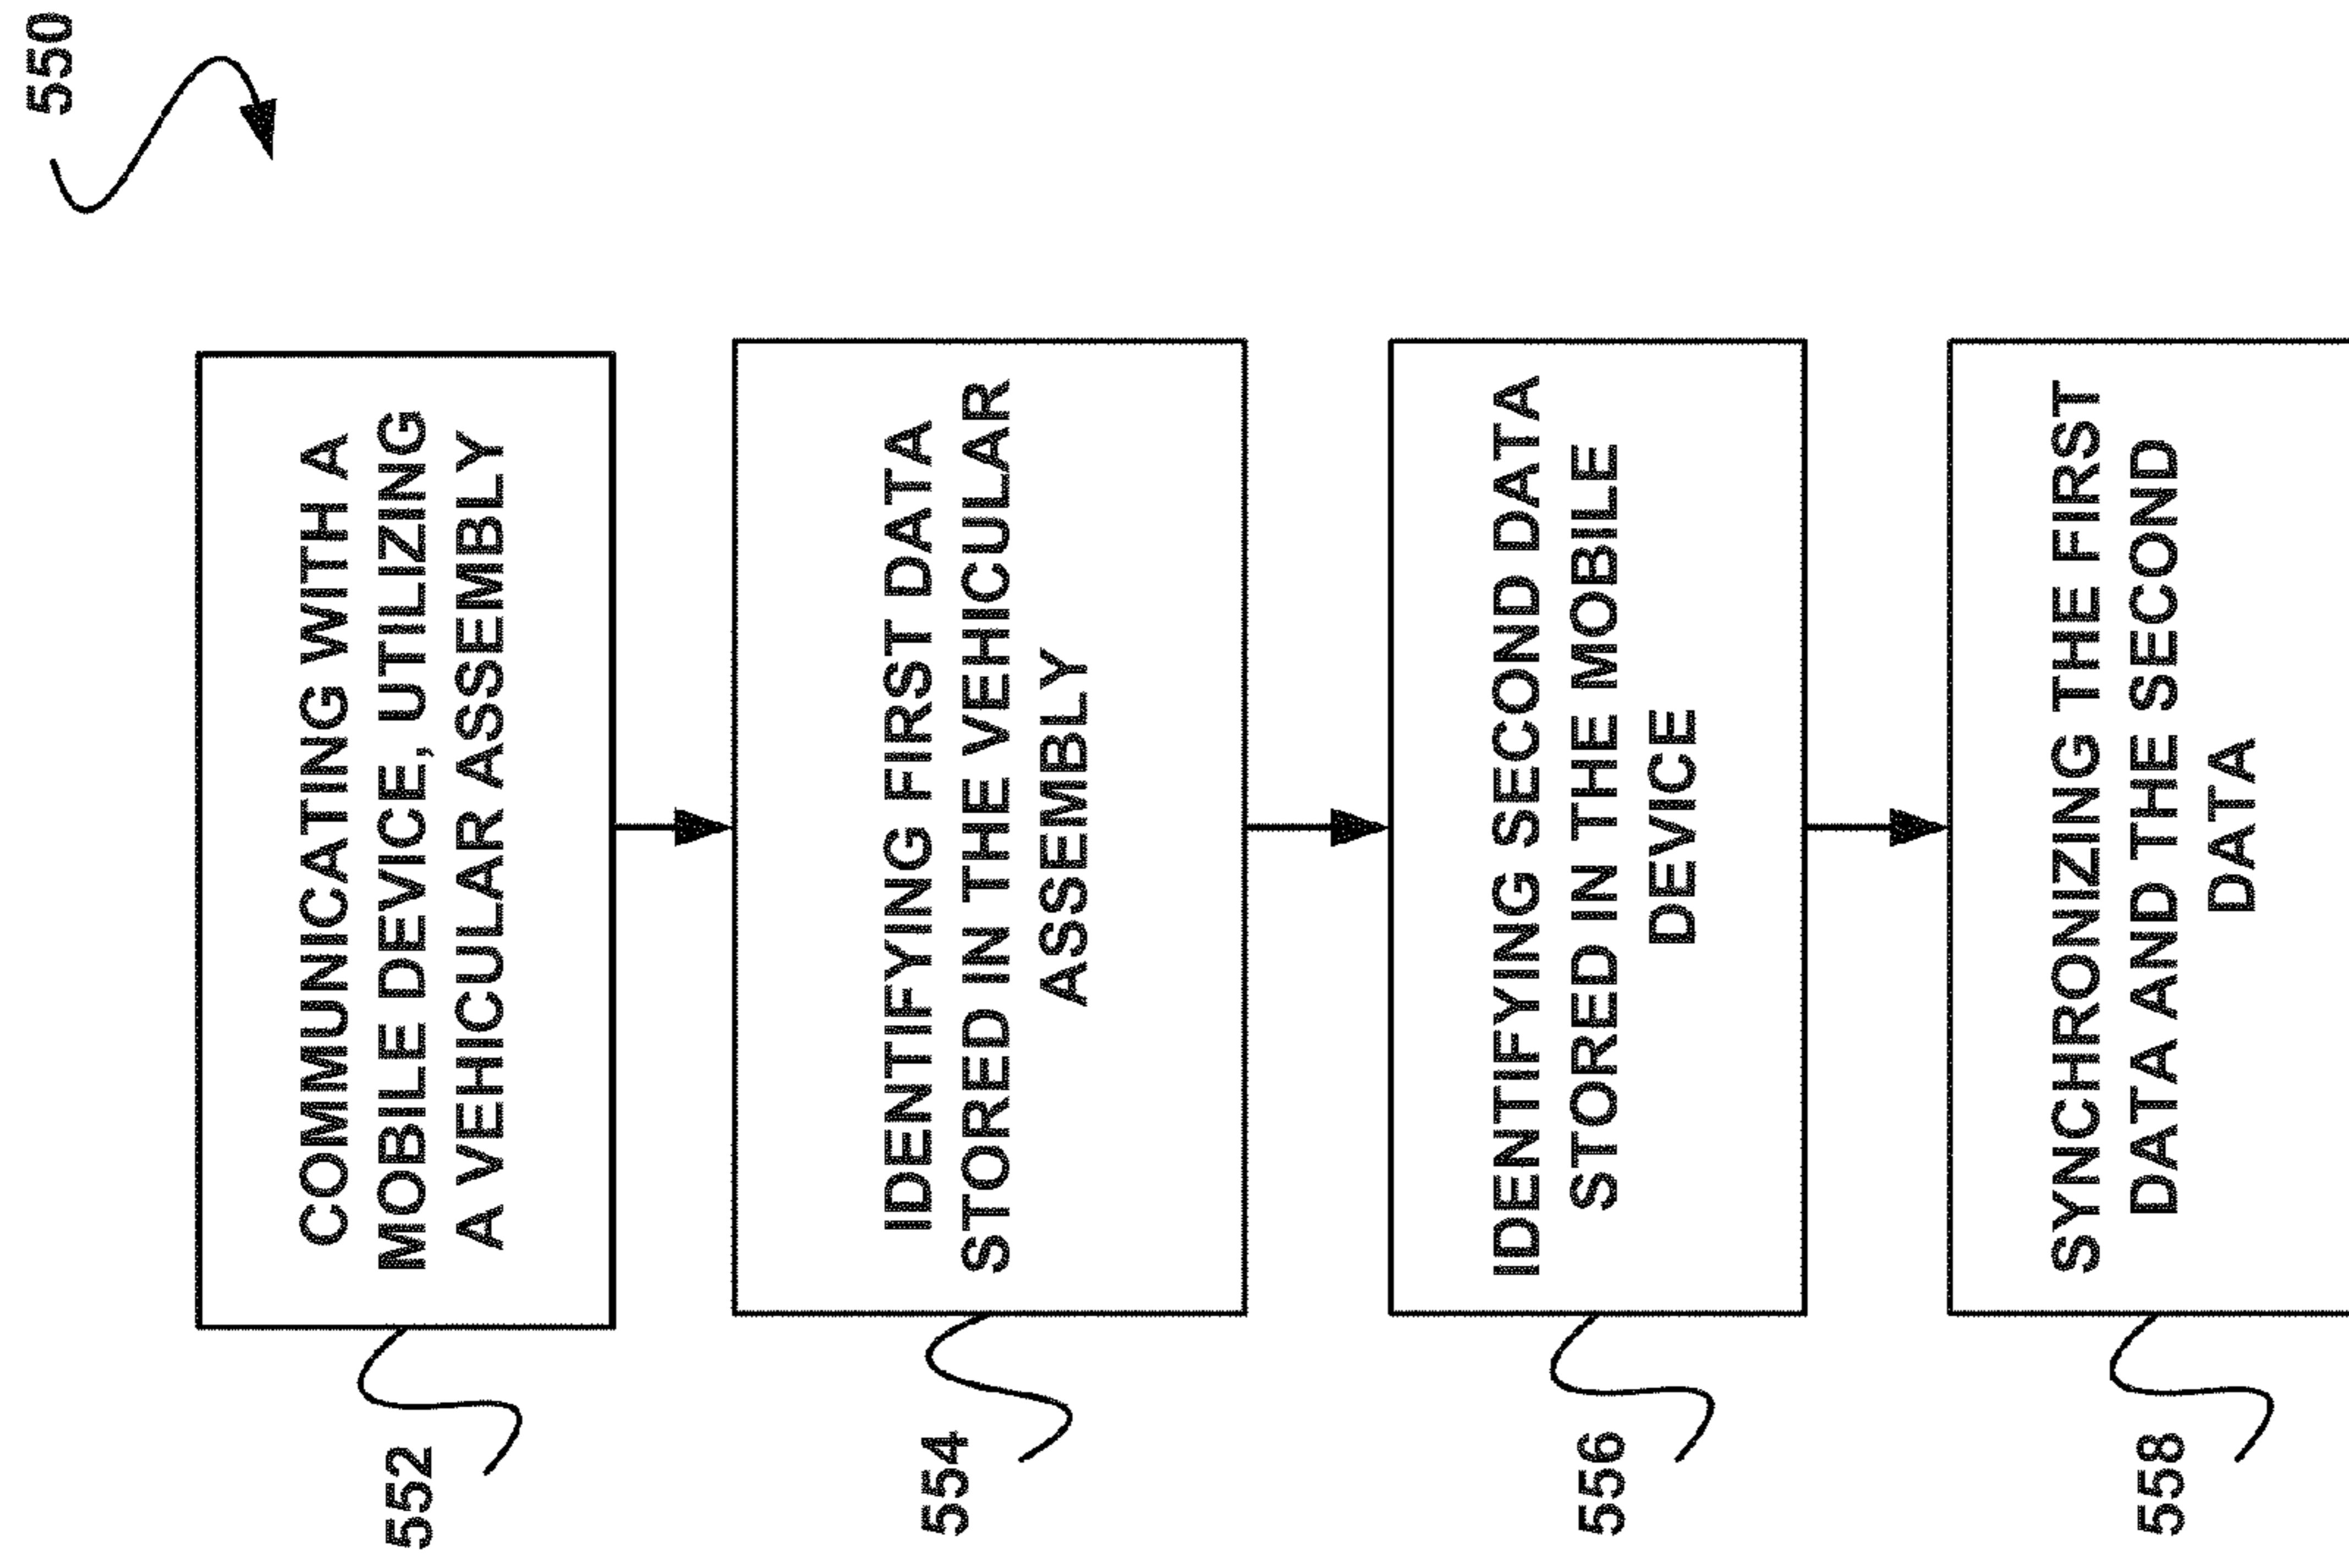 550
552
COMMUNICATING WITH A
MOBILE DEVICE, UTILIZING
A VEHICULAR ASSEMBLY
554
IDENTIFYING FIRST DATA
STORED IN THE VEHICULAR
ASSEMBLY
556
IDENTIFYING SECOND DATA
STORED IN THE MOBILE
DEVICE
558
SYNCHRONIZING THE FIRST
DATA AND THE SECOND
DATA